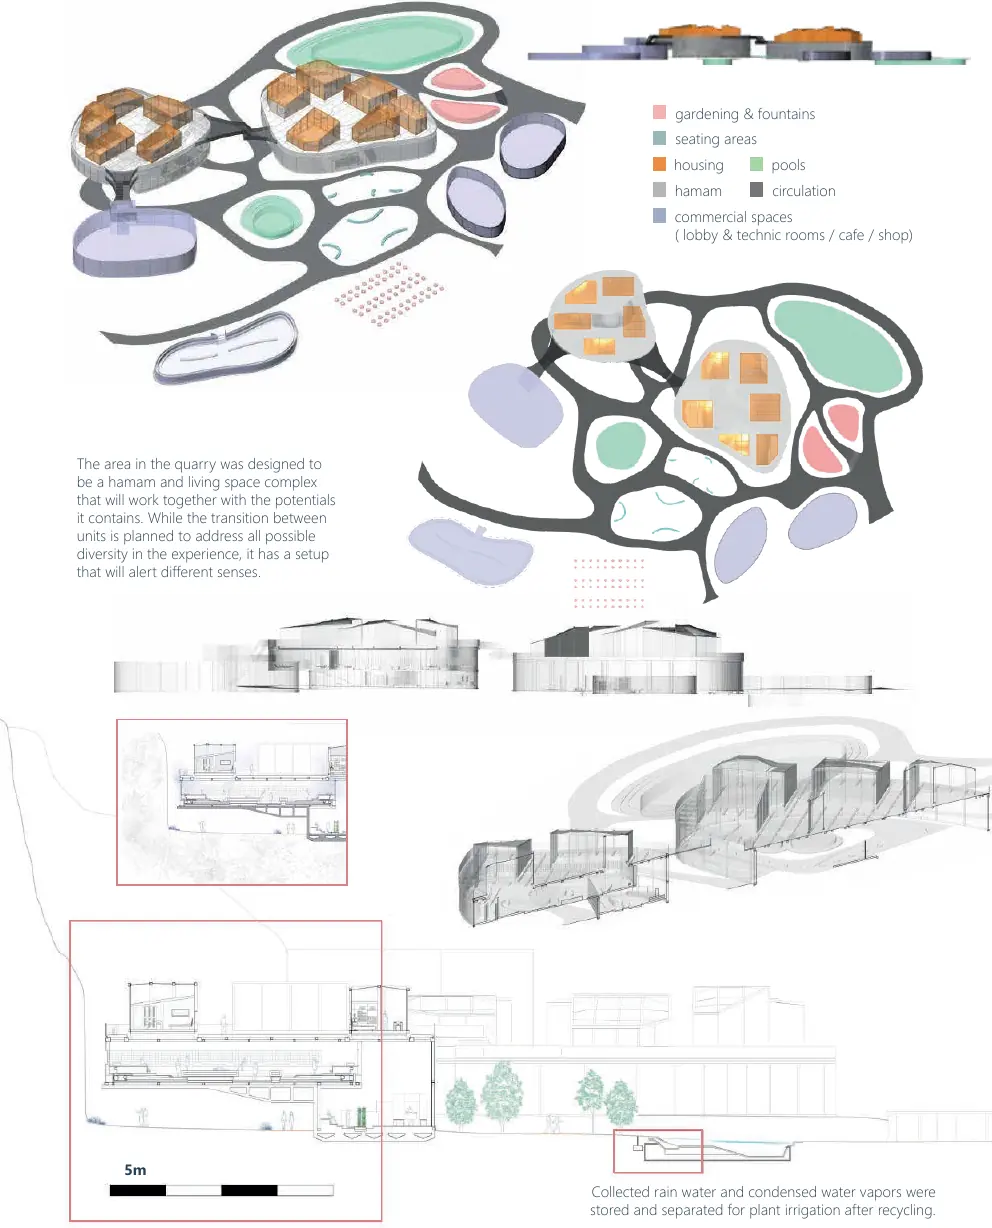 gardening & fountains
seating areas
housing
pools
hamam
circulation
commercial spaces
( lobby & technic rooms / cafe / shop)
The area in the quarry was designed to
be a hamam and living space complex
that will work together with the potentials
it contains. While the transition between
units is planned to address all possible
diversity in the experience, it has a setup
that will alert different senses.
5m
Collected rain water and condensed water vapors were
stored and separated for plant irrigation after recycling.